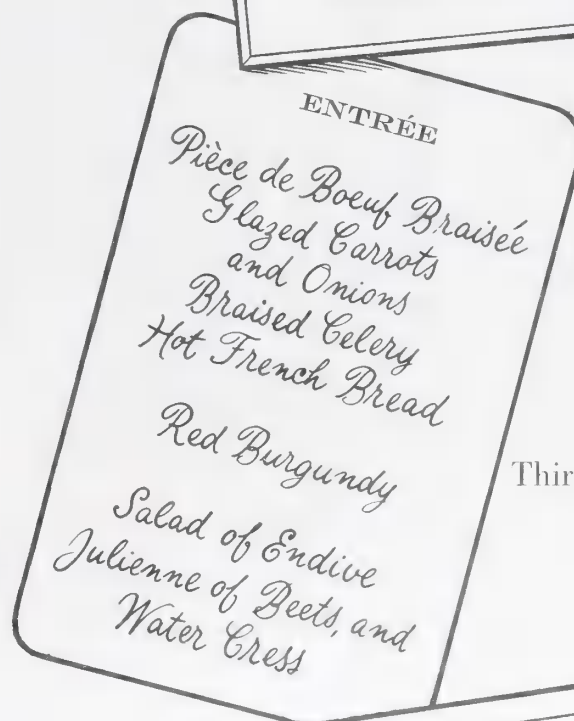 ENTRÉE
Pièce de Boeuf Braisée
Glazed Carrots
and Onions
Braised Celery
Hot French Bread
Red Burgundy
Salad of Endive
Julienne of Beets, and
Water Cress
Thir